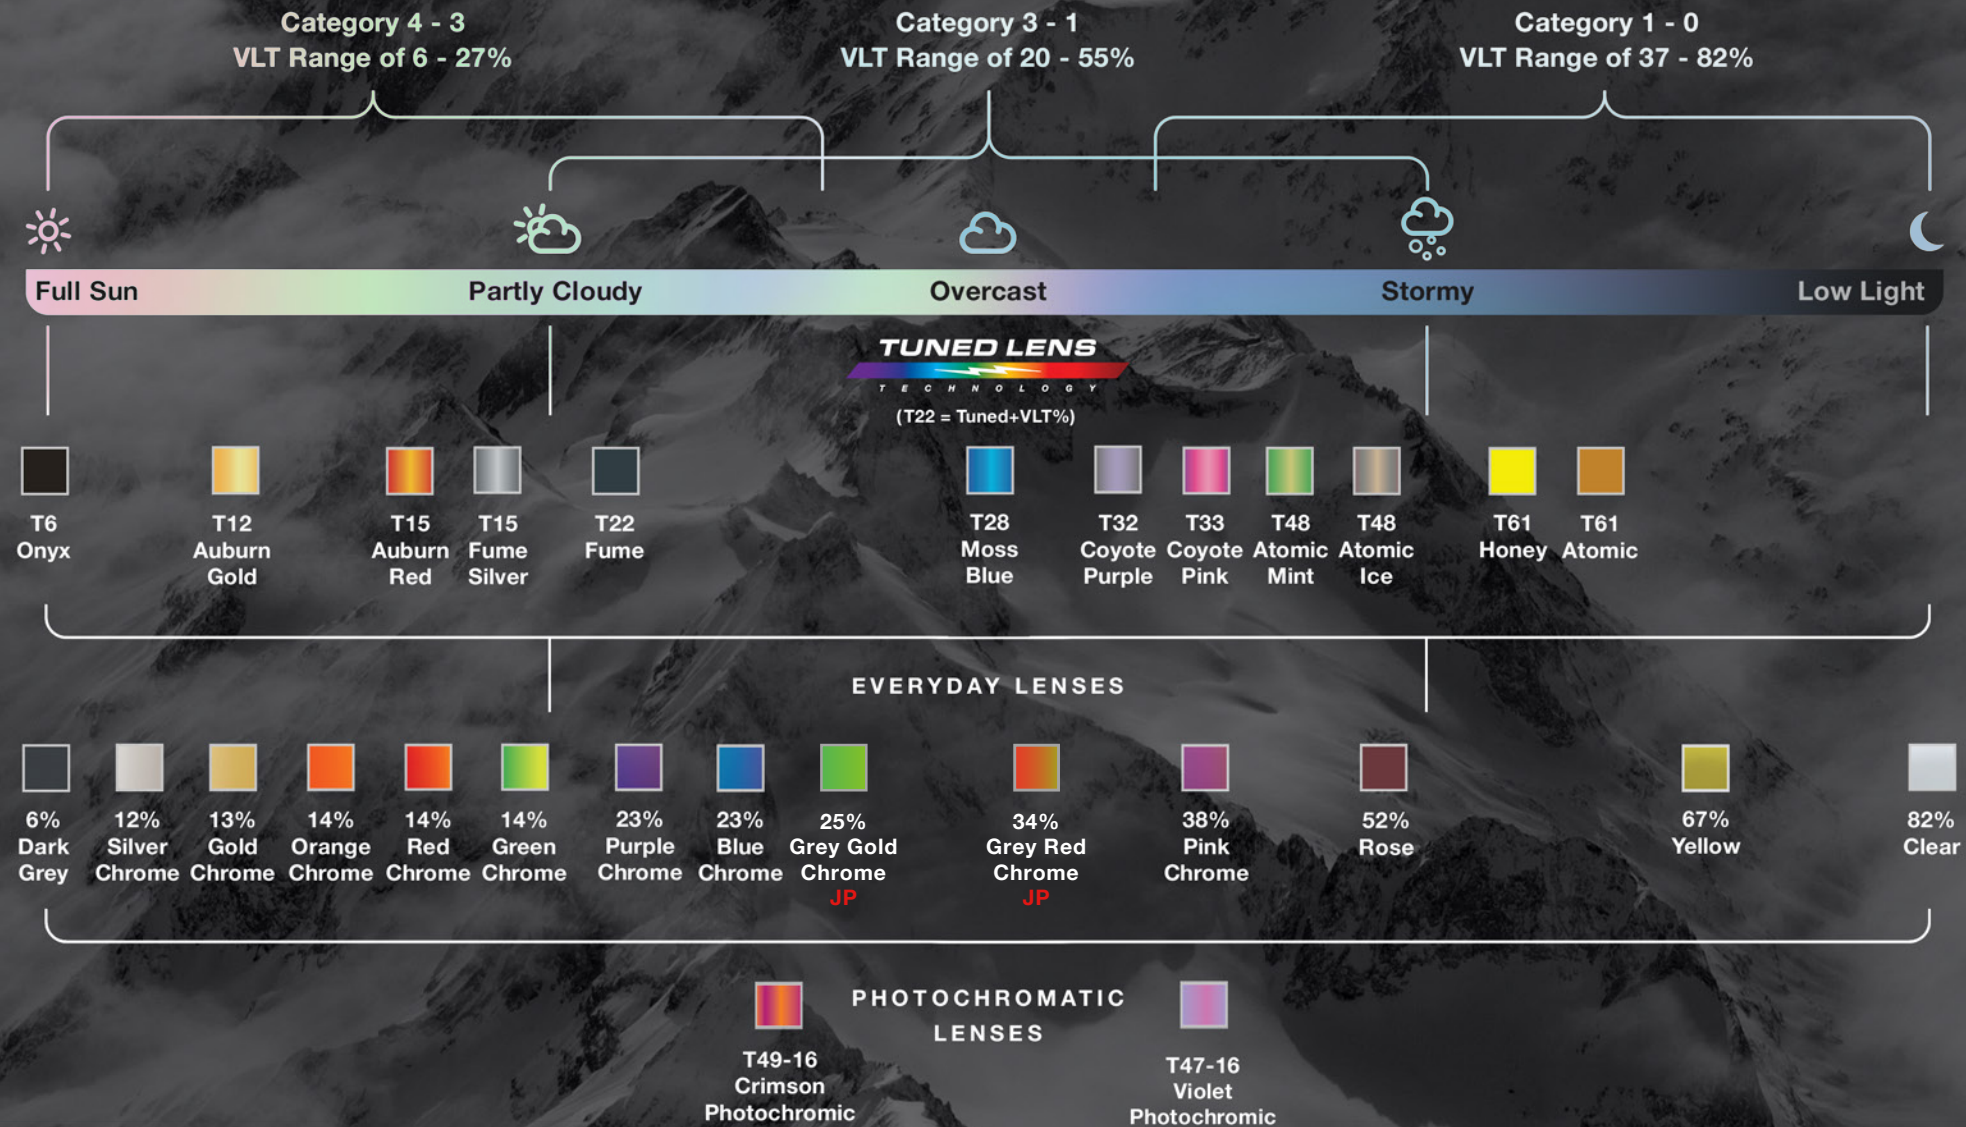 Category 4 - 3
VLT Range of 6 - 27%
Category 3 - 1
VLT Range of 20 - 55%
Category 1 - 0
VLT Range of 37 - 82%
Full Sun
Partly Cloudy
Overcast
Stormy
Low Light
TUNED LENS
TECHNOLOGY
(T22 = Tuned+VLT%)
T6
Onyx
T12
Auburn
Gold
T15
Auburn
Red
T15
Fume
Silver
T22
Fume
T28
Moss
Blue
T32
Coyote
Purple
T33
Coyote
Pink
T48
Atomic
Mint
T48
Atomic
Ice
T61
Honey
T61
Atomic
EVERYDAY LENSES
6%
Dark
Grey
12%
Silver
Chrome
13%
Gold
Chrome
14%
Orange
Chrome
14%
Red
Chrome
14%
Green
Chrome
23%
Purple
Chrome
23%
Blue
Chrome
25%
Grey Gold
Chrome
JP
34%
Grey Red
Chrome
JP
38%
Pink
Chrome
52%
Rose
67%
Yellow
82%
Clear
PHOTOCHROMATIC
LENSES
T49-16
Crimson
Photochromic
T47-16
Violet
Photochromic